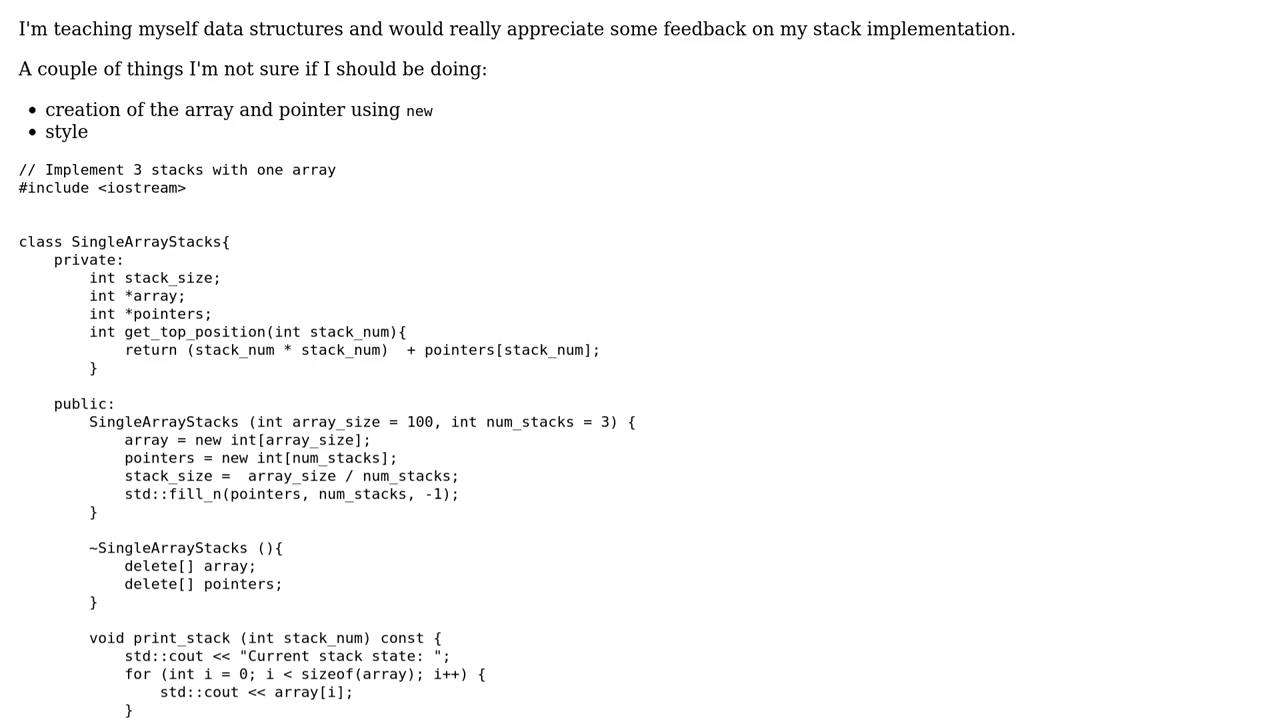 I'm teaching myself data structures and would really appreciate some feedback on my stack implementation.
A couple of things I'm not sure if I should be doing:
• creation of the array and pointer using new
• style
// Implement 3 stacks with one array
#include <iostream>
class SingleArrayStacks{
    private:
        int stack_size;
        int *array;
        int *pointers;
        int get_top_position(int stack_num){
            return (stack_num * stack_num)  + pointers[stack_num];
        }
    public:
        SingleArrayStacks (int array_size = 100, int num_stacks = 3) {
            array = new int[array_size];
            pointers = new int[num_stacks];
            stack_size =  array_size / num_stacks;
            std::fill_n(pointers, num_stacks, -1);
        }
        ~SingleArrayStacks (){
            delete[] array;
            delete[] pointers;
        }
        void print_stack (int stack_num) const {
            std::cout << "Current stack state: ";
            for (int i = 0; i < sizeof(array); i++) {
                std::cout << array[i];
            }